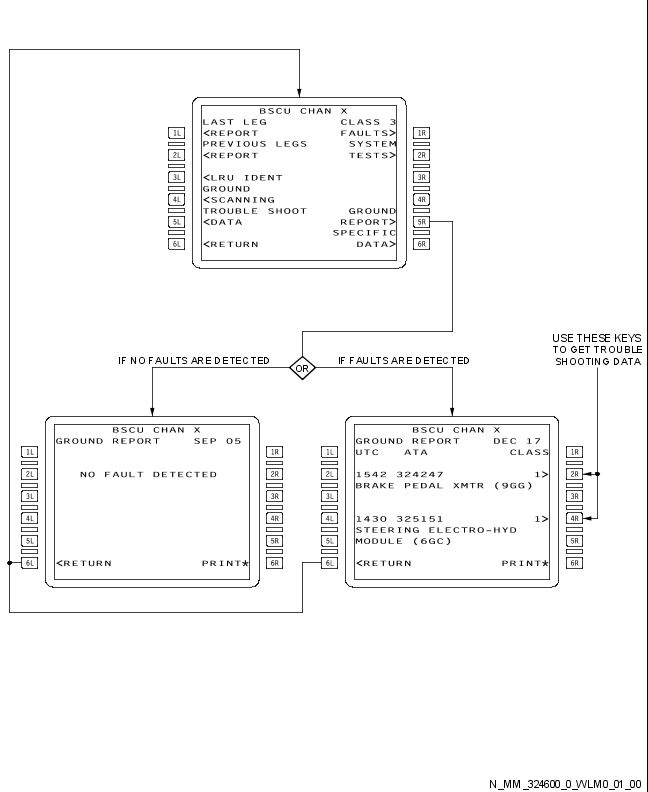 BSCU CHAN X
LAST LEG CLASS 3
1L <REPORT FAULTS> 1R
PREVIOUS LEGS SYSTEM
2L <REPORT TESTS> 2R
3L <LRU IDENT 3R
GROUND
4L <SCANNING 4R
TROUBLE SHOOT GROUND
5L <DATA REPORT> 5R
SPECIFIC
6L <RETURN DATA> 6R
IF NO FAULTS ARE DETECTED
OR
IF FAULTS ARE DETECTED
USE THESE KEYS
TO GET TROUBLE
SHOOTING DATA
BSCU CHAN X
GROUND REPORT SEP 05
1L 1R
2L NO FAULT DETECTED 2R
3L 3R
4L 4R
5L 5R
6L <RETURN PRINT* 6R
BSCU CHAN X
GROUND REPORT DEC 17
1L UTC ATA CLASS 1R
2L 1542 324247 1> 2R
BRAKE PEDAL XMTR (9GG)
3L 3R
4L 1430 325151 1> 4R
STEERING ELECTRO-HYD
5L MODULE (6GC) 5R
6L <RETURN PRINT* 6R
N_MM_324600_0_WLM0_01_00